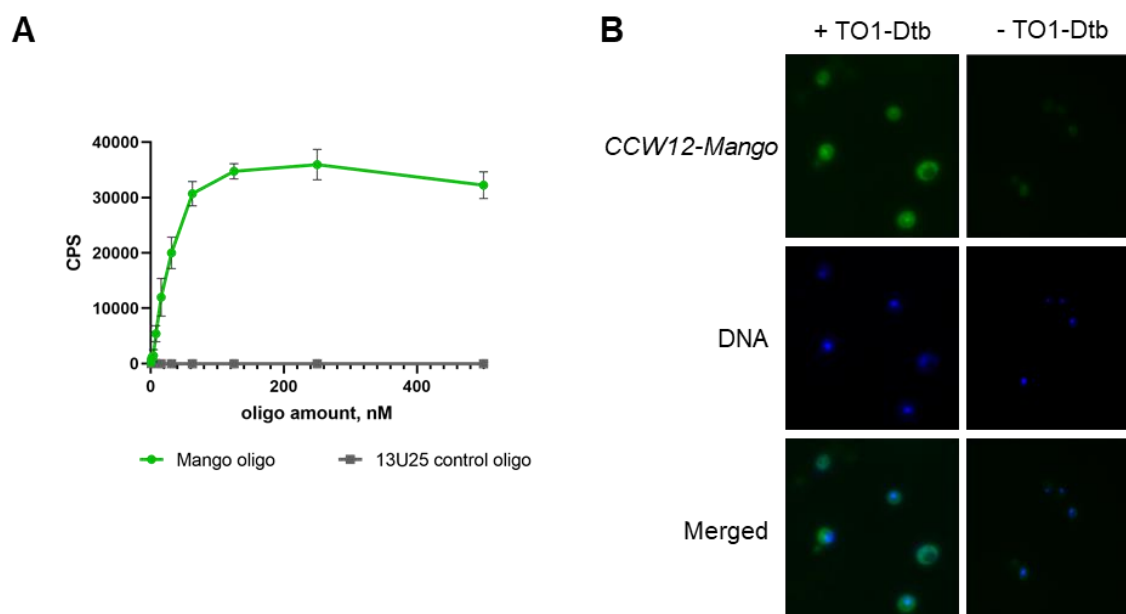 A
40000
30000
20000
10000
0
CPS
0
200
400
oligo amount, nM
Mango oligo
13U25 control oligo
B
+ TO1-Dtb
- TO1-Dtb
CCW12-Mango
DNA
Merged